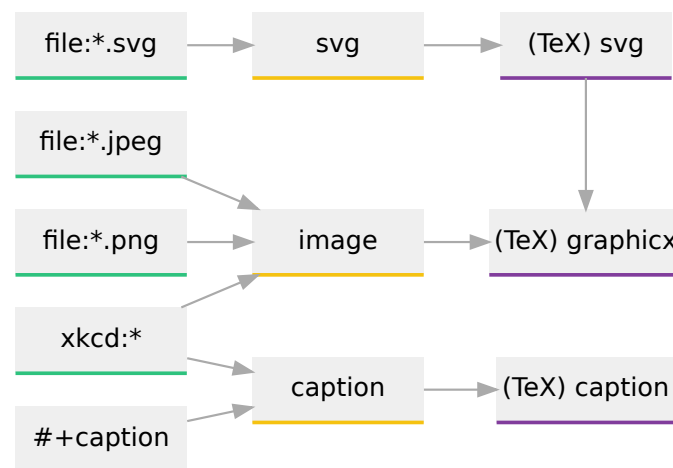 file:*.svg
svg
(TeX) svg
file:*.jpeg
file:*.png
image
(TeX) graphicx
xkcd:*
caption
(TeX) caption
#+caption